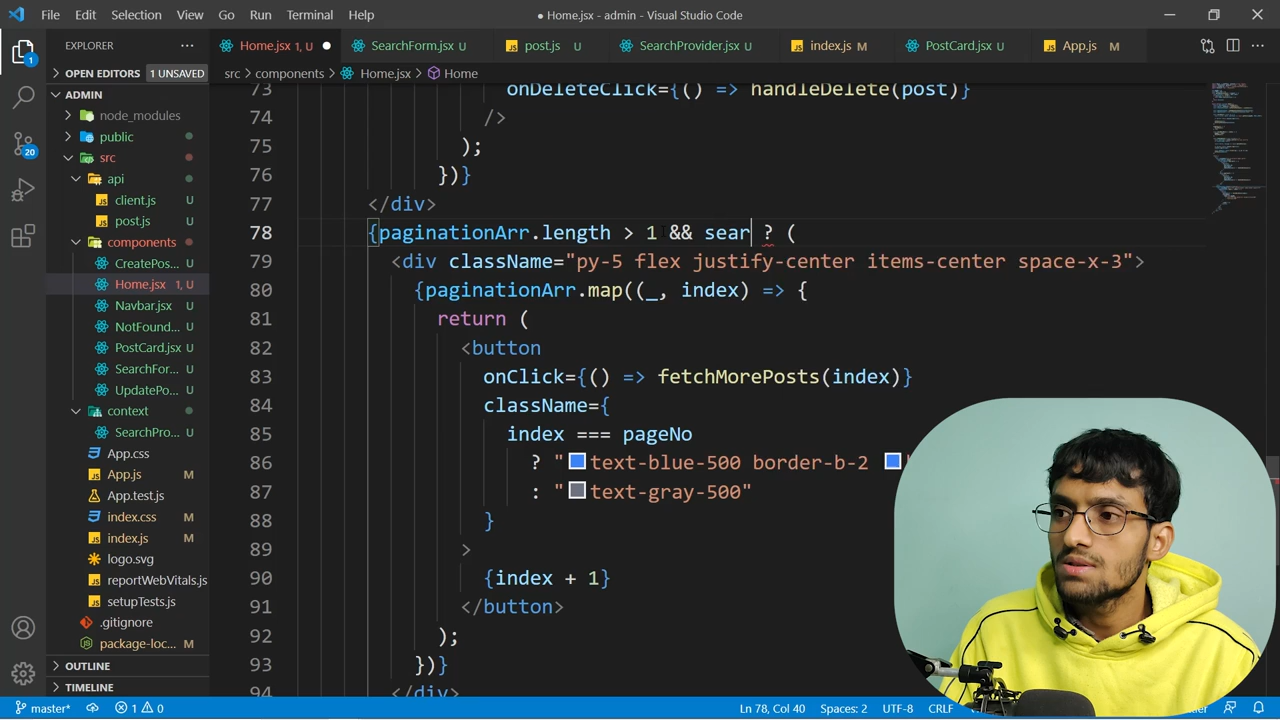 File Edit Selection View Go Run Terminal Help
● Home.jsx - admin - Visual Studio Code
EXPLORER
Home.jsx 1, U
SearchForm.jsx U
post.js U
SearchProvider.jsx U
index.js M
PostCard.jsx U
App.js M
OPEN EDITORS 1 UNSAVED
src > components > Home.jsx > Home
ADMIN
node_modules
public
src
api
client.js U
post.js U
components
CreatePos... U
Home.jsx 1, U
Navbar.jsx U
NotFoun... U
PostCard.jsx U
SearchFor... U
UpdatePo... U
context
SearchPro... U
App.css
App.js M
App.test.js
index.css M
index.js M
logo.svg
reportWebVitals.js
setupTests.js
.gitignore
package-loc... M
OUTLINE
TIMELINE
73 onDeleteClick={() => handleDelete(post)}
74 />
75 );
76 })}
77 </div>
78 {paginationArr.length > 1 && sear ? (
79 <div className="py-5 flex justify-center items-center space-x-3">
80 {paginationArr.map((_, index) => {
81 return (
82 <button
83 onClick={() => fetchMorePosts(index)}
84 className={
85 index === pageNo
86 ? "text-blue-500 border-b-2
87 : "text-gray-500"
88 }
89 >
90 {index + 1}
91 </button>
92 );
93 })}
94 </div>
1
20
master* 1 0
Ln 78, Col 40 Spaces: 2 UTF-8 CRLF